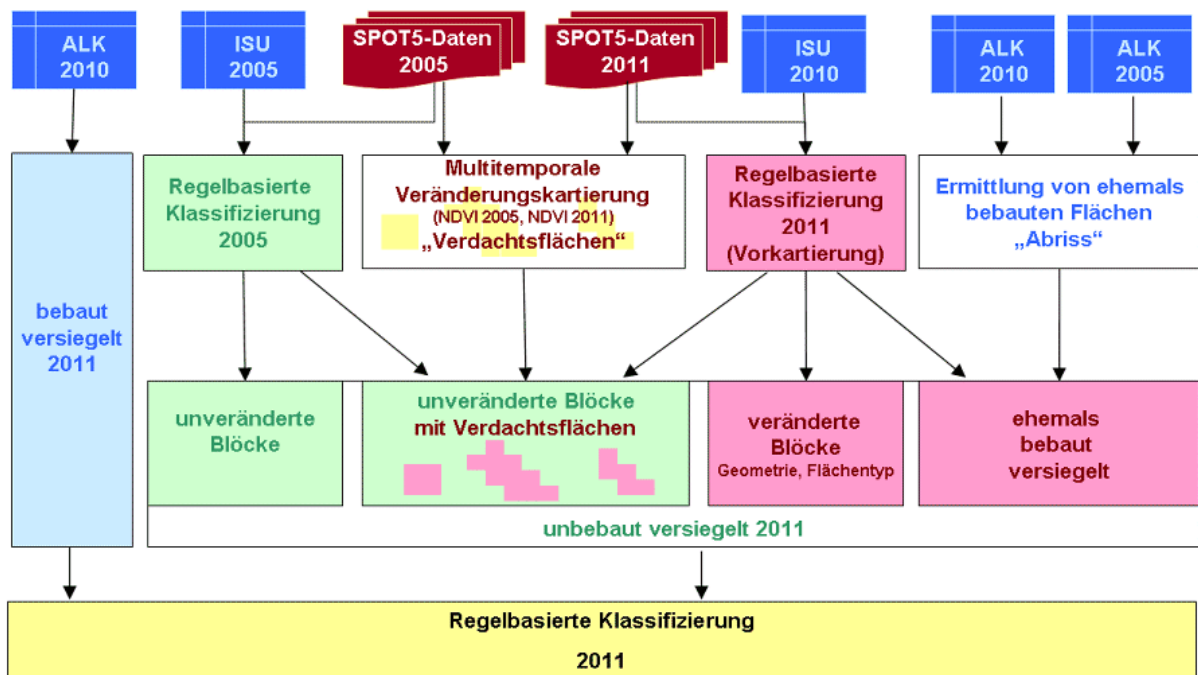 ALK
2010
ISU
2005
SPOT5-Daten
2005
SPOT5-Daten
2011
ISU
2010
ALK
2010
ALK
2005
bebaut
versiegelt
2011
Regelbasierte
Klassifizierung
2005
Multitemporale
Veränderungskartierung
(NDVI 2005, NDVI 2011)
„Verdachtsflächen“
Regelbasierte
Klassifizierung
2011
(Vorkartierung)
Ermittlung von ehemals
bebauten Flächen
„Abriss“
unveränderte
Blöcke
unveränderte Blöcke
mit Verdachtsflächen
veränderte
Blöcke
Geometrie, Flächentyp
ehemals
bebaut
versiegelt
unbebaut versiegelt 2011
Regelbasierte Klassifizierung
2011